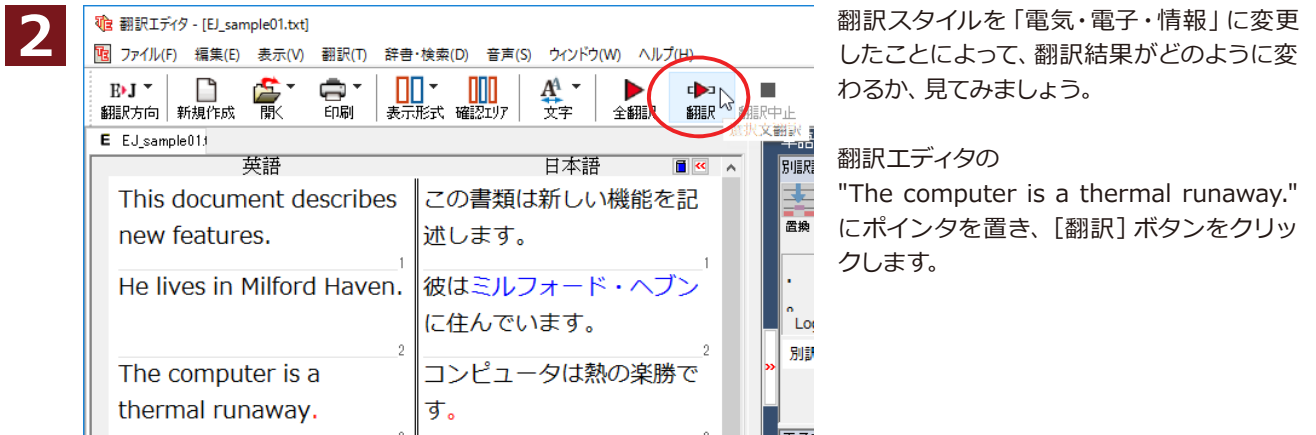 2
翻訳エディタ - [EJ_sample01.txt]
ファイル(F) 編集(E) 表示(V) 翻訳(T) 辞書・検索(D) 音声(S) ウインドウ(W) ヘルプ(H)
E▸J
翻訳方向 新規作成 開く 印刷 表示形式 確認エリア 文字 全翻訳 翻訳 翻訳中止
選択文翻訳
E EJ_sample01.t
英語 日本語
別訳
置換
This document describes
new features.
1
この書類は新しい機能を記
述します。
1
He lives in Milford Haven.
2
彼はミルフォード・ヘブン
に住んでいます。
2
The computer is a
thermal runaway.
コンピュータは熱の楽勝で
す。
Lo
別訳
翻訳スタイルを「電気・電子・情報」に変更
したことによって、翻訳結果がどのように変
わるか、見てみましょう。
翻訳エディタの
"The computer is a thermal runaway."
にポインタを置き、［翻訳］ボタンをクリッ
クします。